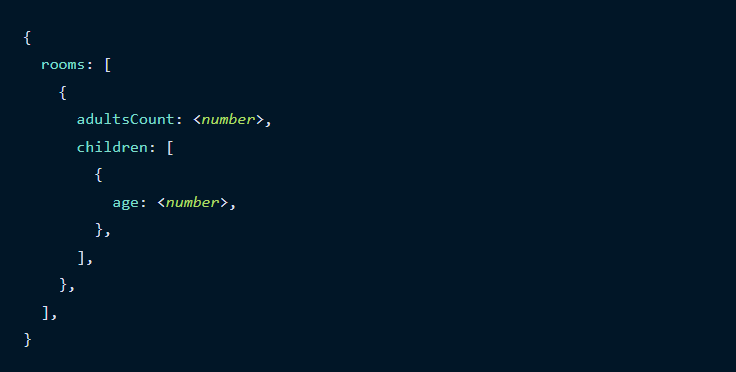 {
  rooms: [
    {
      adultsCount: <number>,
      children: [
        {
          age: <number>,
        },
      ],
    },
  ],
}